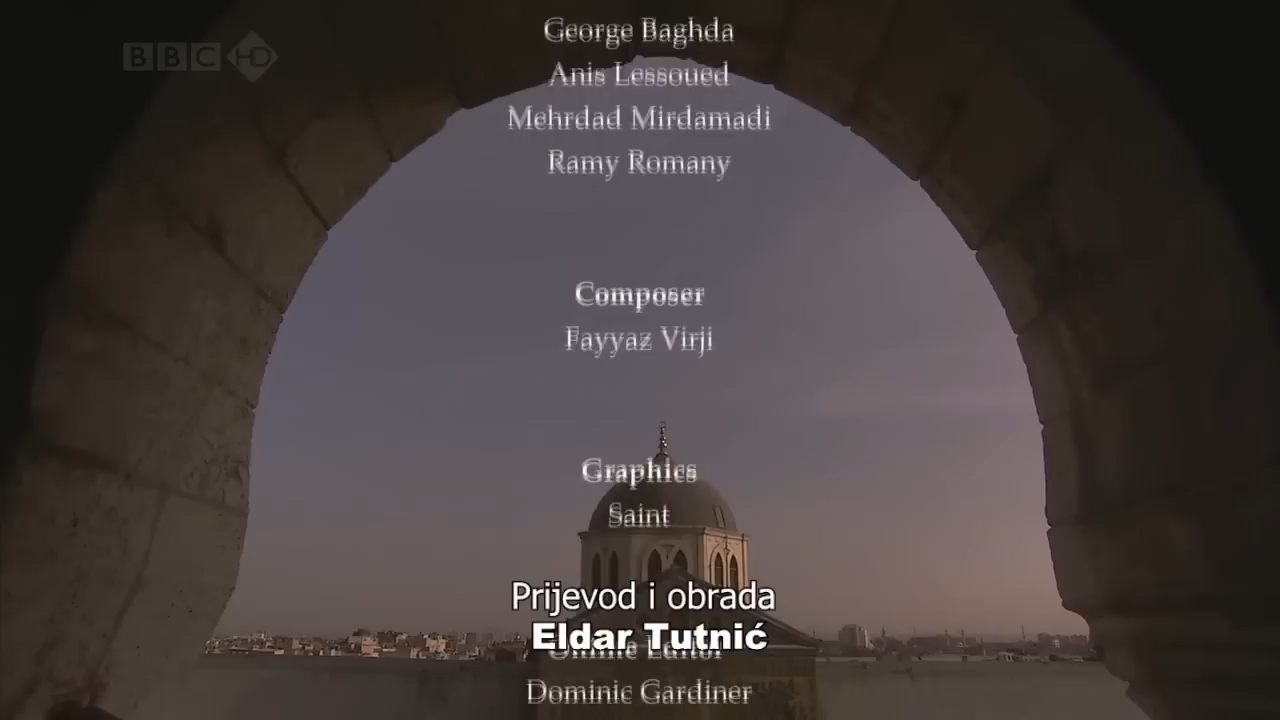 BBC HD
George Baghda
Anis Lessoued
Mehrdad Mirdamadi
Ramy Romany
Composer
Fayyaz Virji
Graphics
Saint
Prijevod i obrada
Eldar Tutnić
Editor
Dominic Gardiner